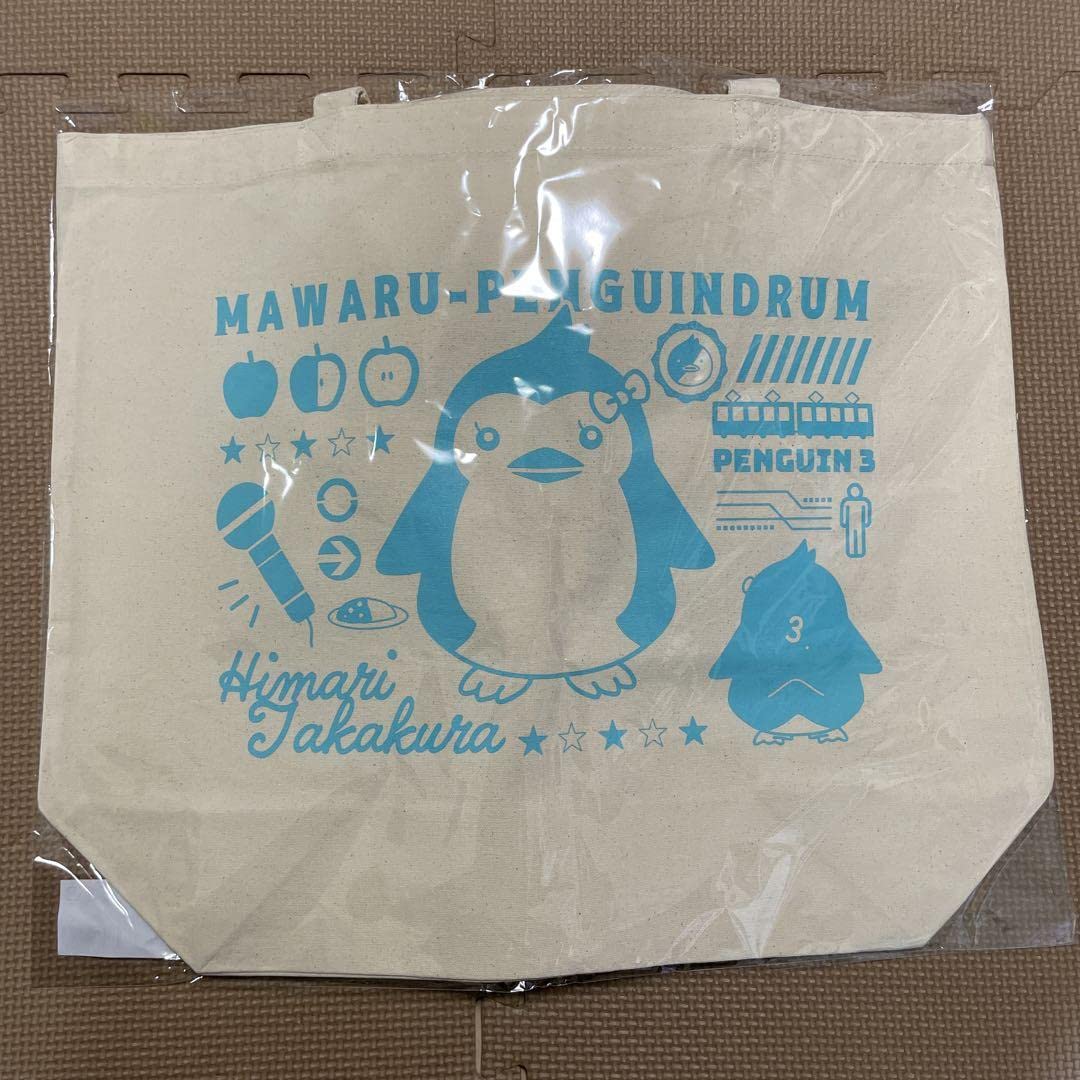 MAWARU-PENGUINDRUM
PENGUIN 3
3
Himari
Takakura